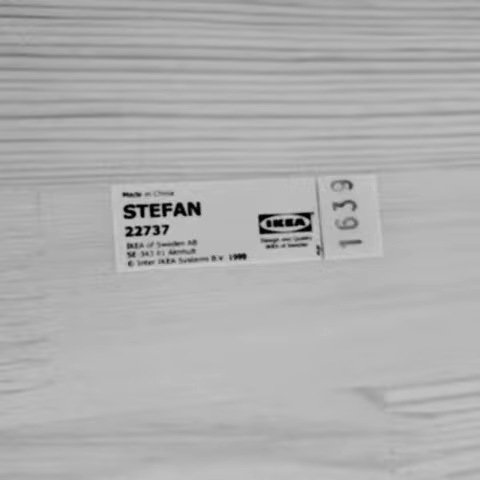 Made in China
STEFAN
22737
IKEA of Sweden AB
SE-343 81 Älmhult
© Inter IKEA Systems B.V. 1999
IKEA
Design and Quality
IKEA of Sweden
1639